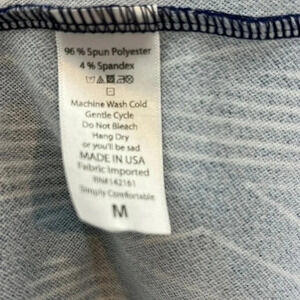 96 % Spun Polyester
4 % Spandex
Machine Wash Cold
Gentle Cycle
Do Not Bleach
Hang Dry
or you'll be sad
MADE IN USA
Fabric Imported
RN#142161
Simply Comfortable
M